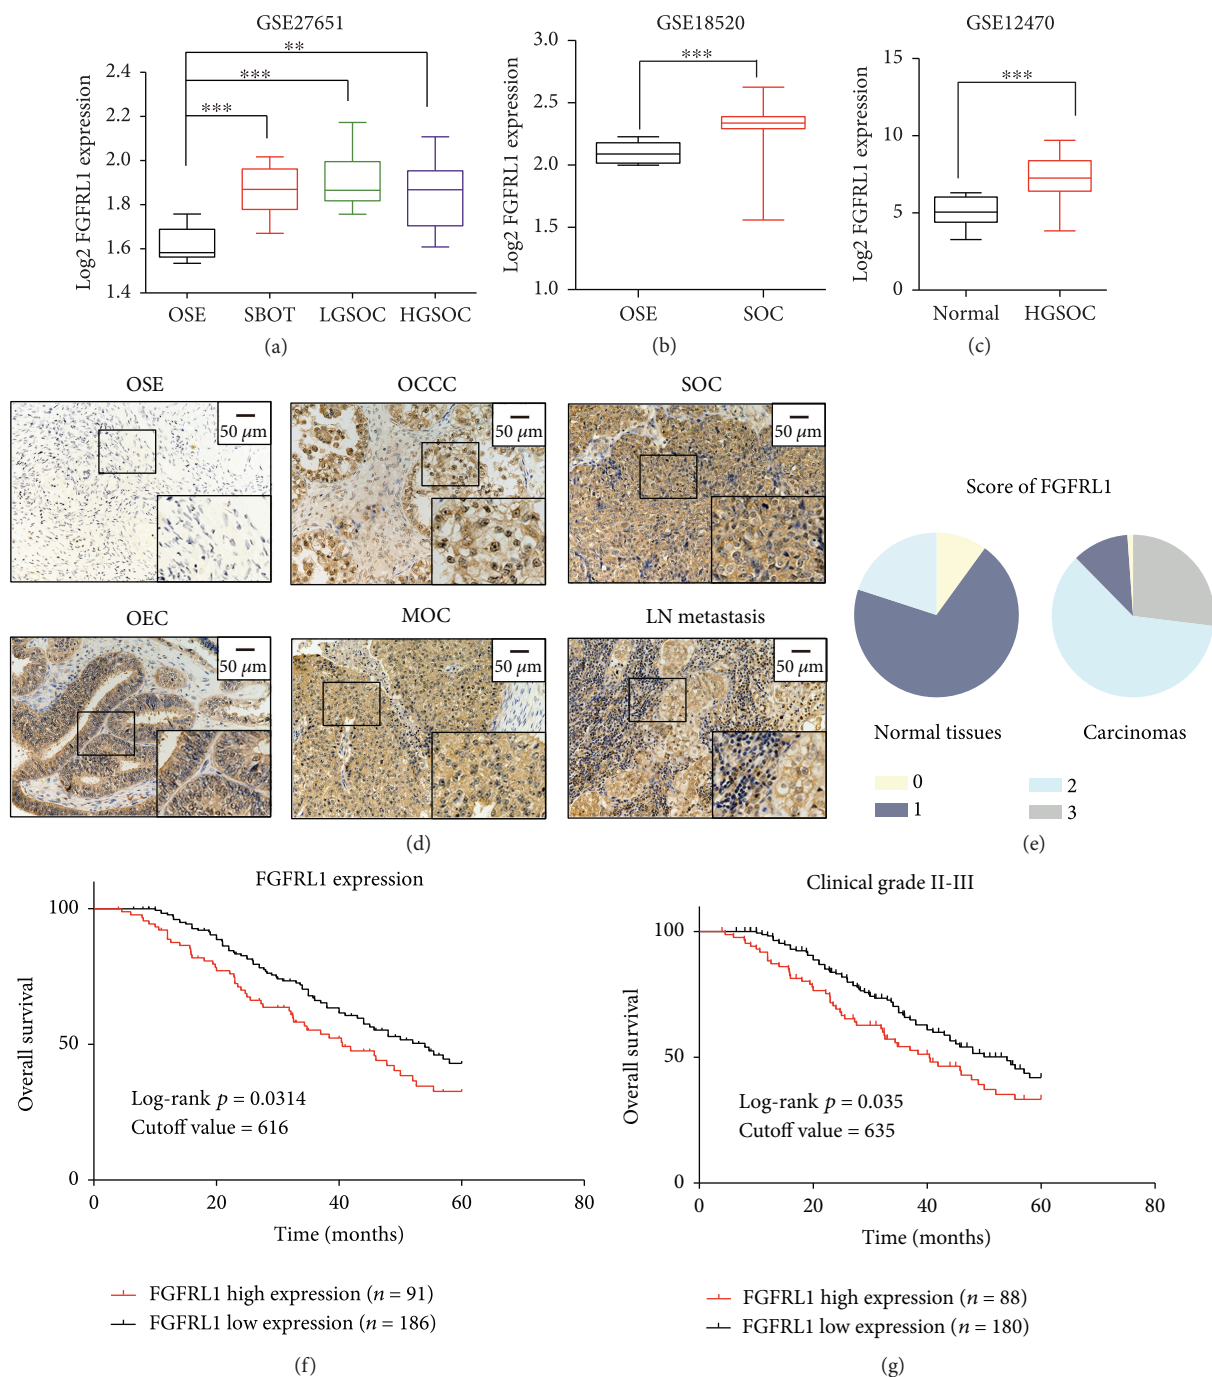 GSE27651
Log2 FGFRL1 expression
2.4
2.2
2.0
1.8
1.6
1.4
**
***
***
OSE SBOT LGSOC HGSOC
(a)
GSE18520
Log2 FGFRL1 expression
3.0
2.5
2.0
1.5
1.0
***
OSE SOC
(b)
GSE12470
Log2 FGFRL1 expression
15
10
5
0
***
Normal HGSOC
(c)
OSE
50 μm
OCCC
50 μm
SOC
50 μm
OEC
50 μm
MOC
50 μm
LN metastasis
50 μm
(d)
Score of FGFRL1
Normal tissues
Carcinomas
0
1
2
3
(e)
FGFRL1 expression
Overall survival
100
50
0
Log-rank p = 0.0314
Cutoff value = 616
0 20 40 60 80
Time (months)
FGFRL1 high expression (n = 91)
FGFRL1 low expression (n = 186)
(f)
Clinical grade II-III
Overall survival
100
50
0
Log-rank p = 0.035
Cutoff value = 635
0 20 40 60 80
Time (months)
FGFRL1 high expression (n = 88)
FGFRL1 low expression (n = 180)
(g)